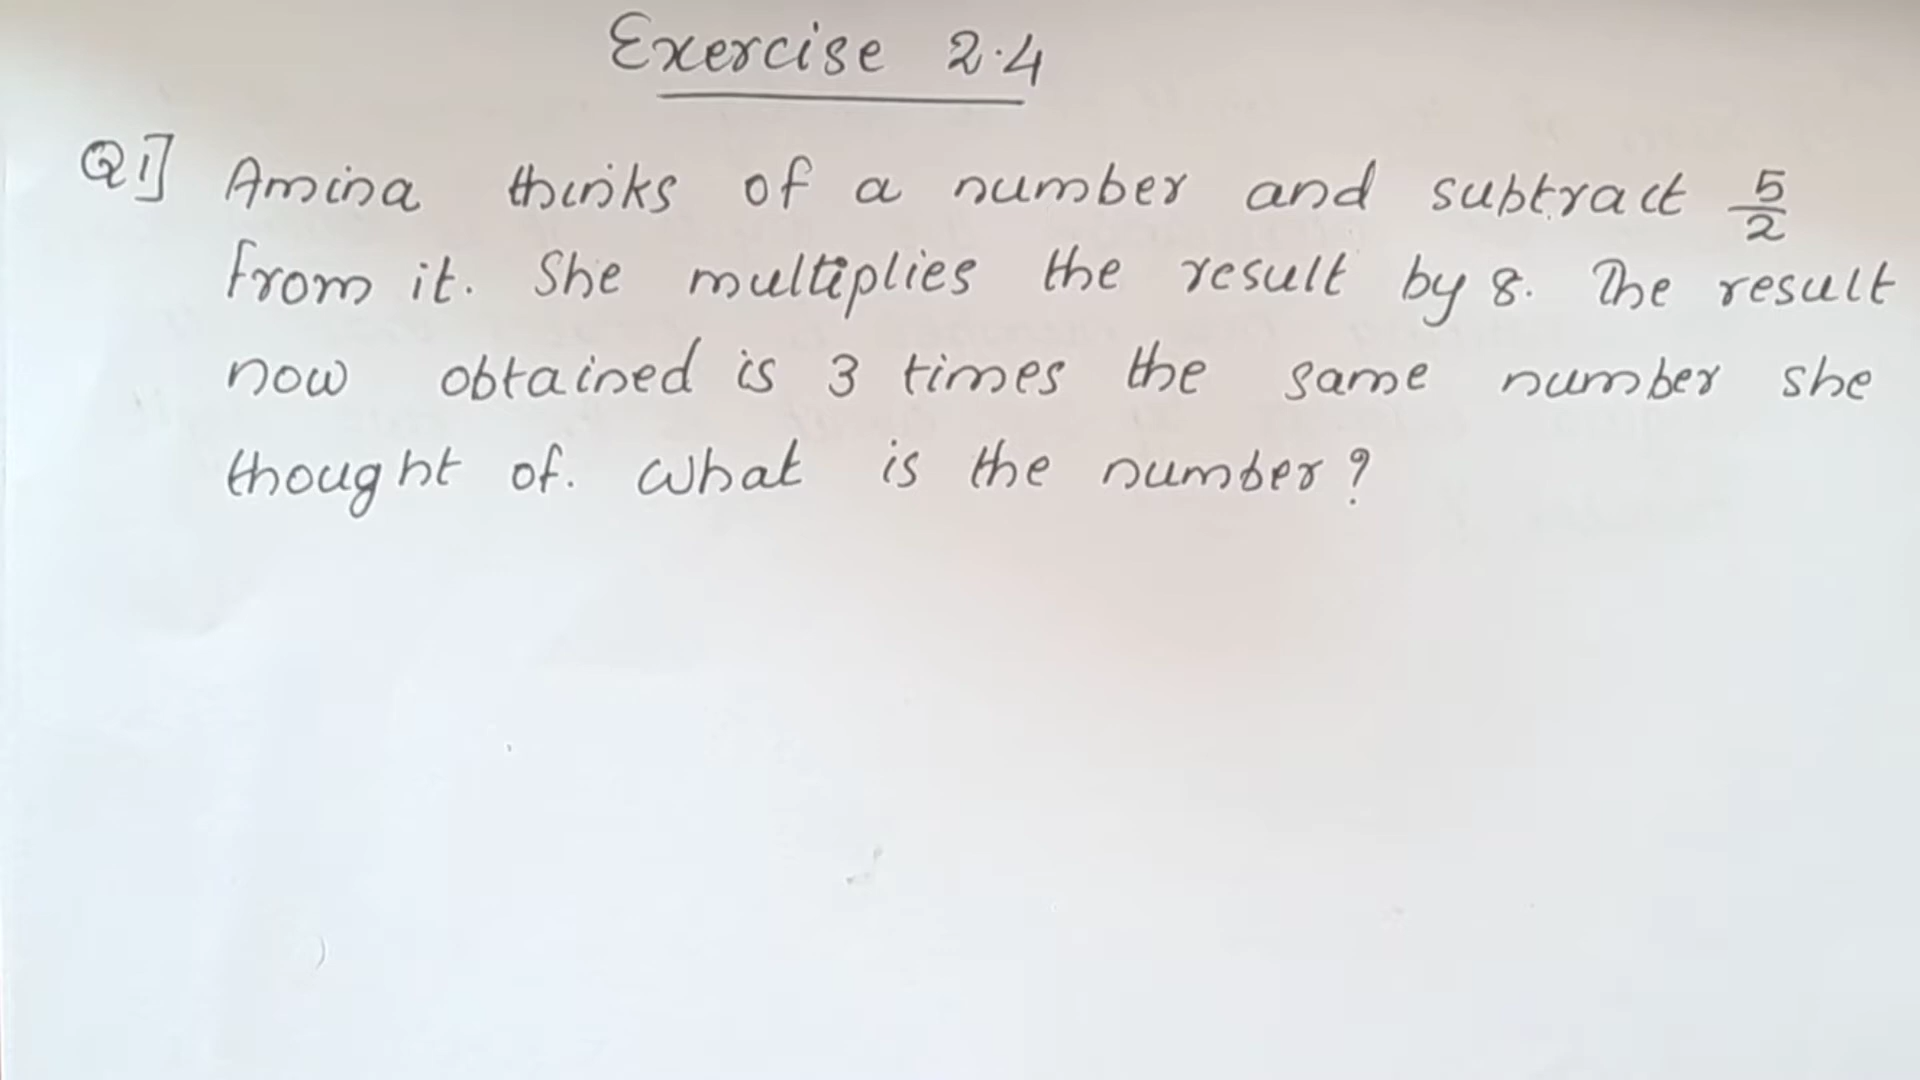 Exercise 2.4
Q1] Amina thinks of a number and subtract 5/2
from it. She multiplies the result by 8. The result
now obtained is 3 times the same number she
thought of. What is the number?